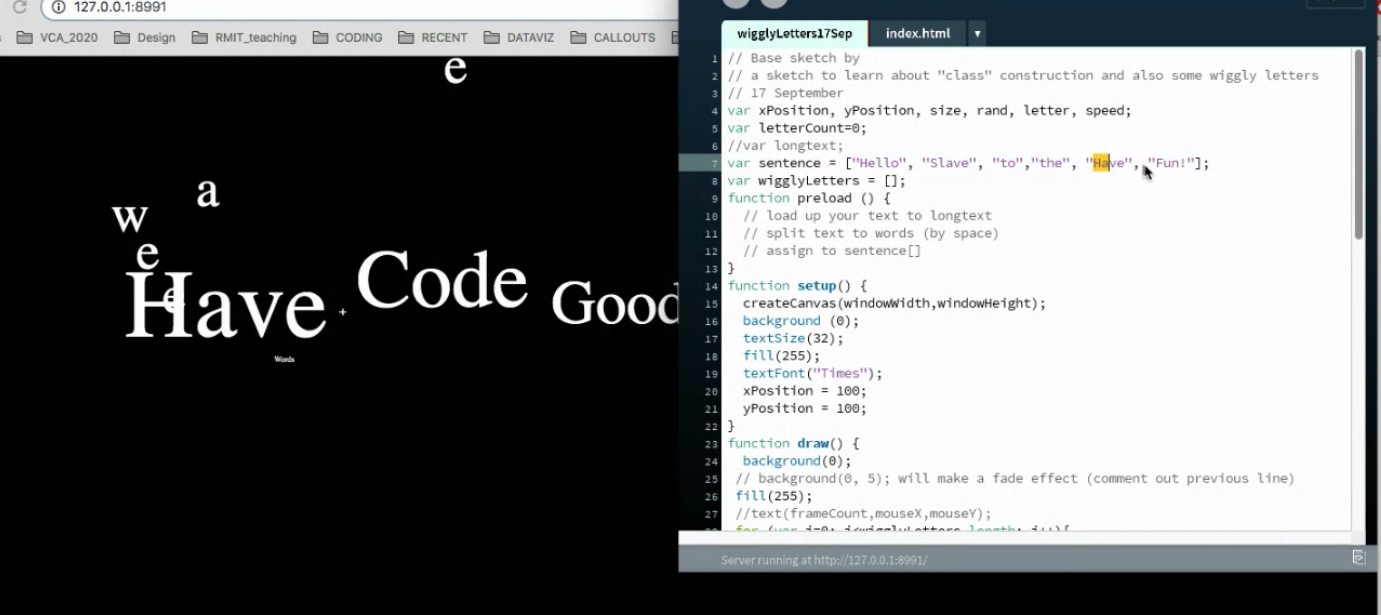 127.0.0.1:8991
VCA_2020 Design RMIT_teaching CODING RECENT DATAVIZ CALLOUTS
e
a
w
e
e
Have
Code
Good
Words
wigglyLetters17Sep index.html
1 // Base sketch by
2 // a sketch to learn about "class" construction and also some wiggly letters
3 // 17 September
4 var xPosition, yPosition, size, rand, letter, speed;
5 var letterCount=0;
6 //var longtext;
7 var sentence = ["Hello", "Slave", "to","the", "Have", "Fun!"];
8 var wigglyLetters = [];
9 function preload () {
10 // load up your text to longtext
11 // split text to words (by space)
12 // assign to sentence[]
13 }
14 function setup() {
15 createCanvas(windowWidth,windowHeight);
16 background (0);
17 textSize(32);
18 fill(255);
19 textFont("Times");
20 xPosition = 100;
21 yPosition = 100;
22 }
23 function draw() {
24 background(0);
25 // background(0, 5); will make a fade effect (comment out previous line)
26 fill(255);
27 //text(frameCount,mouseX,mouseY);
for (var i=0; i<wigglyLetters.length; i++){
Server running at http://127.0.0.1:8991/